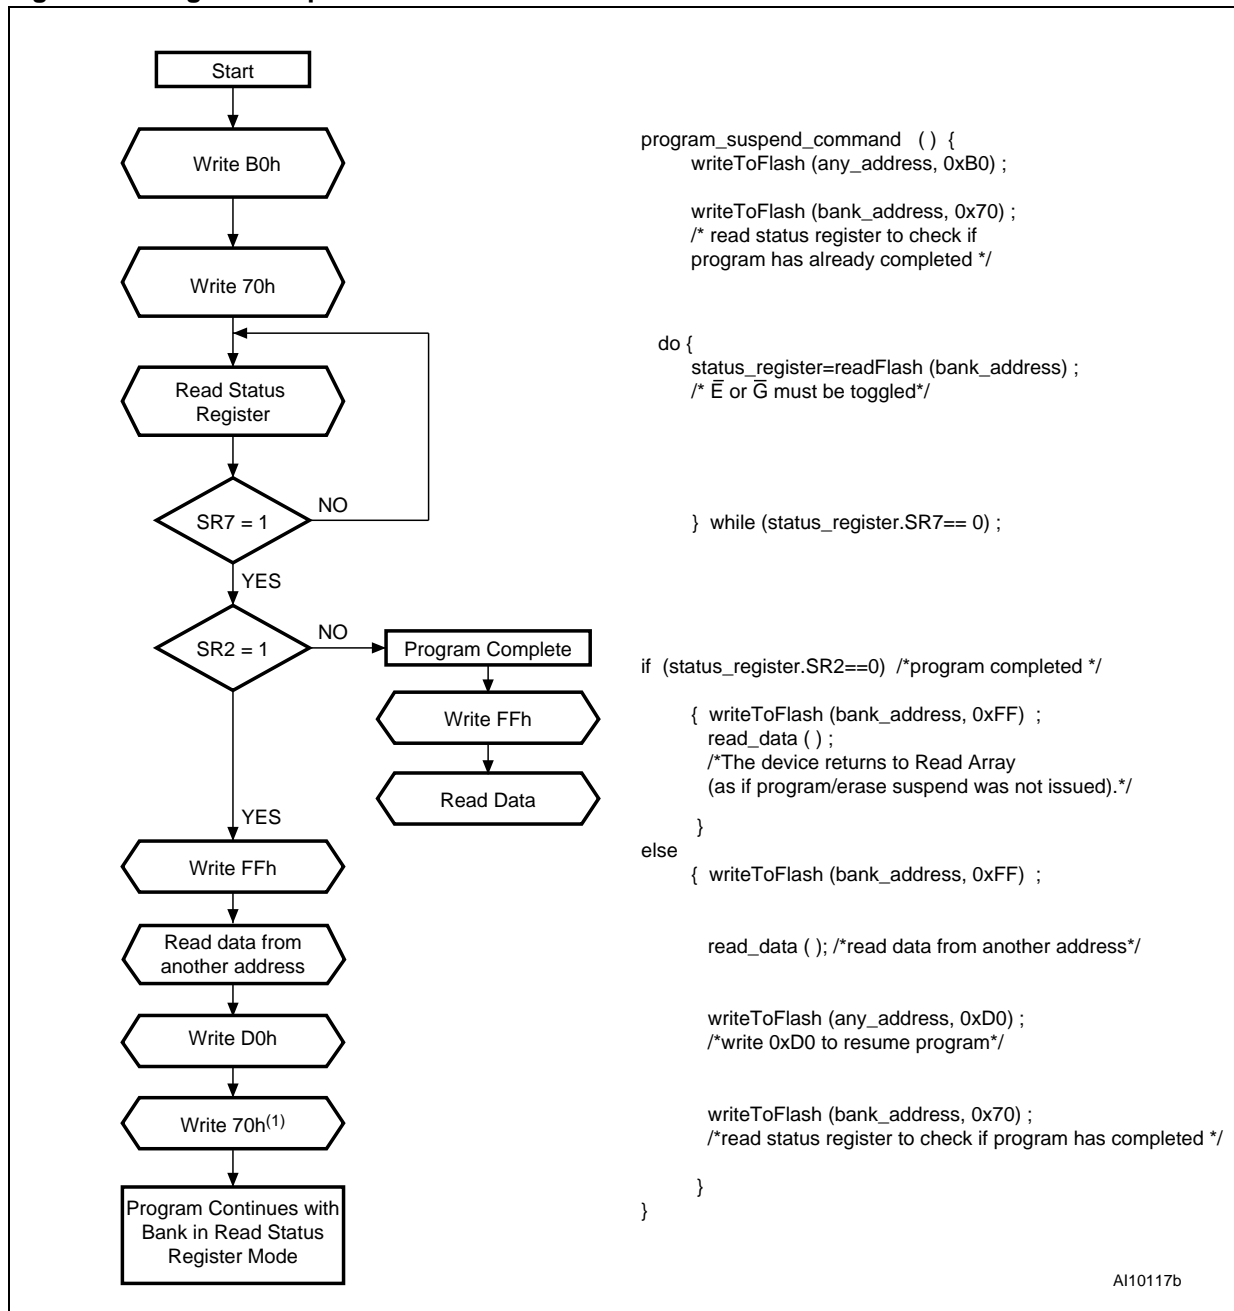 Start
Write B0h
Write 70h
Read Status
Register
SR7 = 1
NO
YES
SR2 = 1
NO
Program Complete
Write FFh
Read Data
YES
Write FFh
Read data from
another address
Write D0h
Write 70h(1)
Program Continues with
Bank in Read Status
Register Mode
program_suspend_command ( ) {
writeToFlash (any_address, 0xB0) ;
writeToFlash (bank_address, 0x70) ;
/* read status register to check if
program has already completed */
do {
status_register=readFlash (bank_address) ;
/* E̅ or G̅ must be toggled*/
} while (status_register.SR7== 0) ;
if (status_register.SR2==0) /*program completed */
{ writeToFlash (bank_address, 0xFF) ;
read_data ( ) ;
/*The device returns to Read Array
(as if program/erase suspend was not issued).*/
}
else
{ writeToFlash (bank_address, 0xFF) ;
read_data ( ); /*read data from another address*/
writeToFlash (any_address, 0xD0) ;
/*write 0xD0 to resume program*/
writeToFlash (bank_address, 0x70) ;
/*read status register to check if program has completed */
}
}
AI10117b